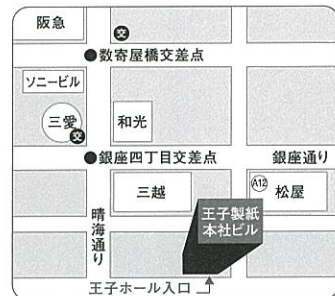 阪急
交
●数寄屋橋交差点
ソニービル
三愛
交
和光
●銀座四丁目交差点
銀座通り
三越
A12
松屋
晴海通り
王子製紙
本社ビル
王子ホール入口